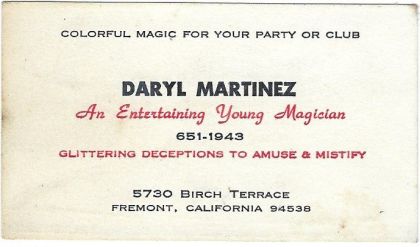 COLORFUL MAGIC FOR YOUR PARTY OR CLUB
DARYL MARTINEZ
An Entertaining Young Magician
651-1943
GLITTERING DECEPTIONS TO AMUSE & MISTIFY
5730 BIRCH TERRACE
FREMONT, CALIFORNIA 94538